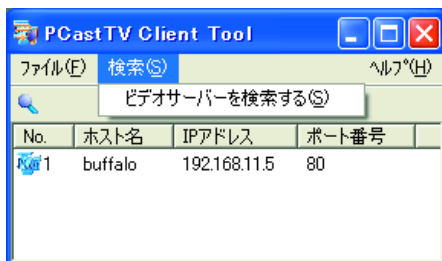 PCastTV Client Tool
ファイル(F) 検索(S) ヘルプ(H)
ビデオサーバーを検索する(S)
No. ホスト名 IPアドレス ポート番号
1 buffalo 192.168.11.5 80